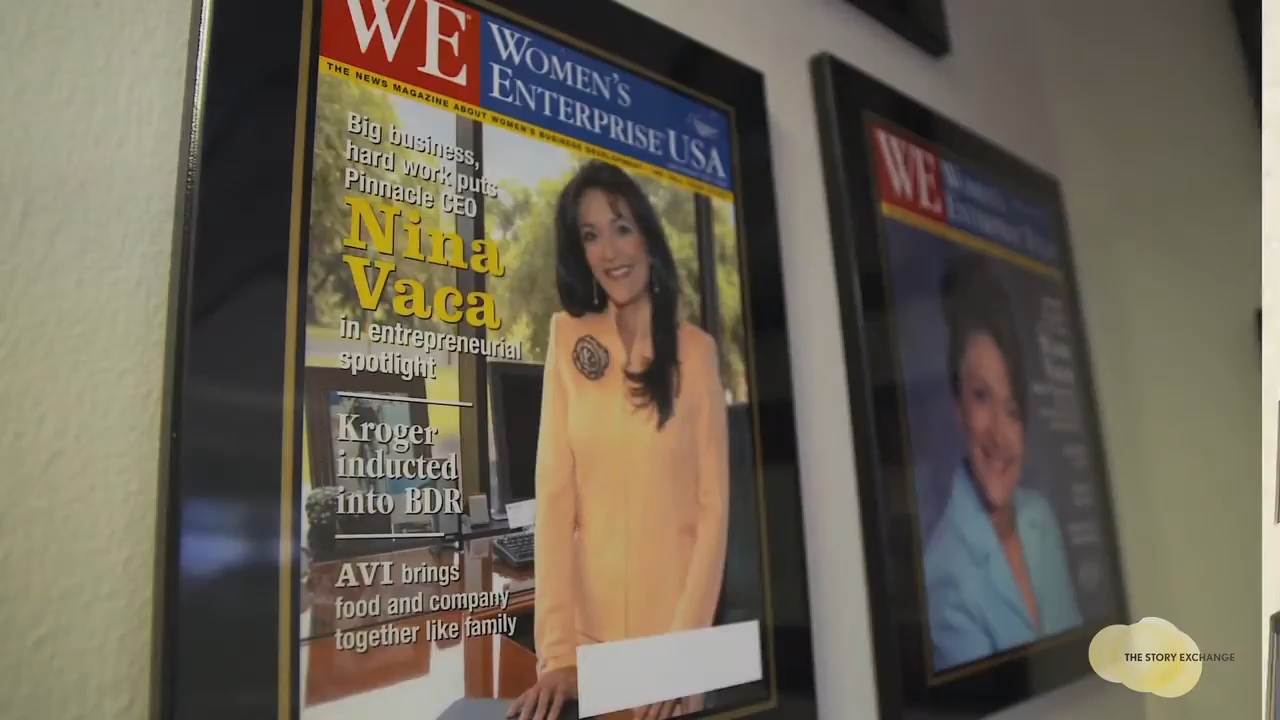 WE
WOMEN'S
ENTERPRISE USA
THE NEWS MAGAZINE ABOUT WOMEN'S BUSINESS DEVELOPMENT
Big business,
hard work puts
Pinnacle CEO
Nina
Vaca
in entrepreneurial
spotlight
Kroger
inducted
into BDR
AVI brings
food and company
together like family
WE
THE STORY EXCHANGE